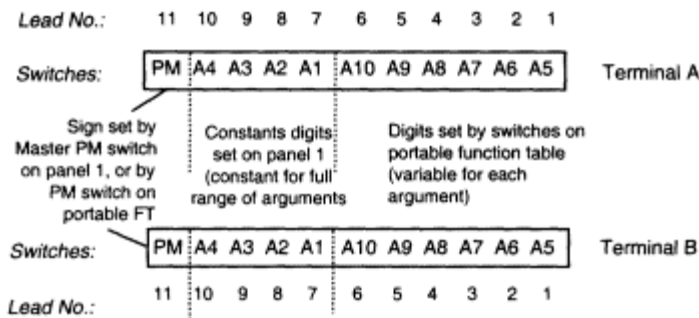 Lead No.: 11 10 9 8 7 6 5 4 3 2 1
Switches: PM A4 A3 A2 A1 A10 A9 A8 A7 A6 A5 Terminal A
Sign set by
Master PM switch
on panel 1, or by
PM switch on
portable FT
Constants digits
set on panel 1
(constant for full
range of arguments
Digits set by switches on
portable function table
(variable for each
argument)
Switches: PM A4 A3 A2 A1 A10 A9 A8 A7 A6 A5 Terminal B
Lead No.: 11 10 9 8 7 6 5 4 3 2 1